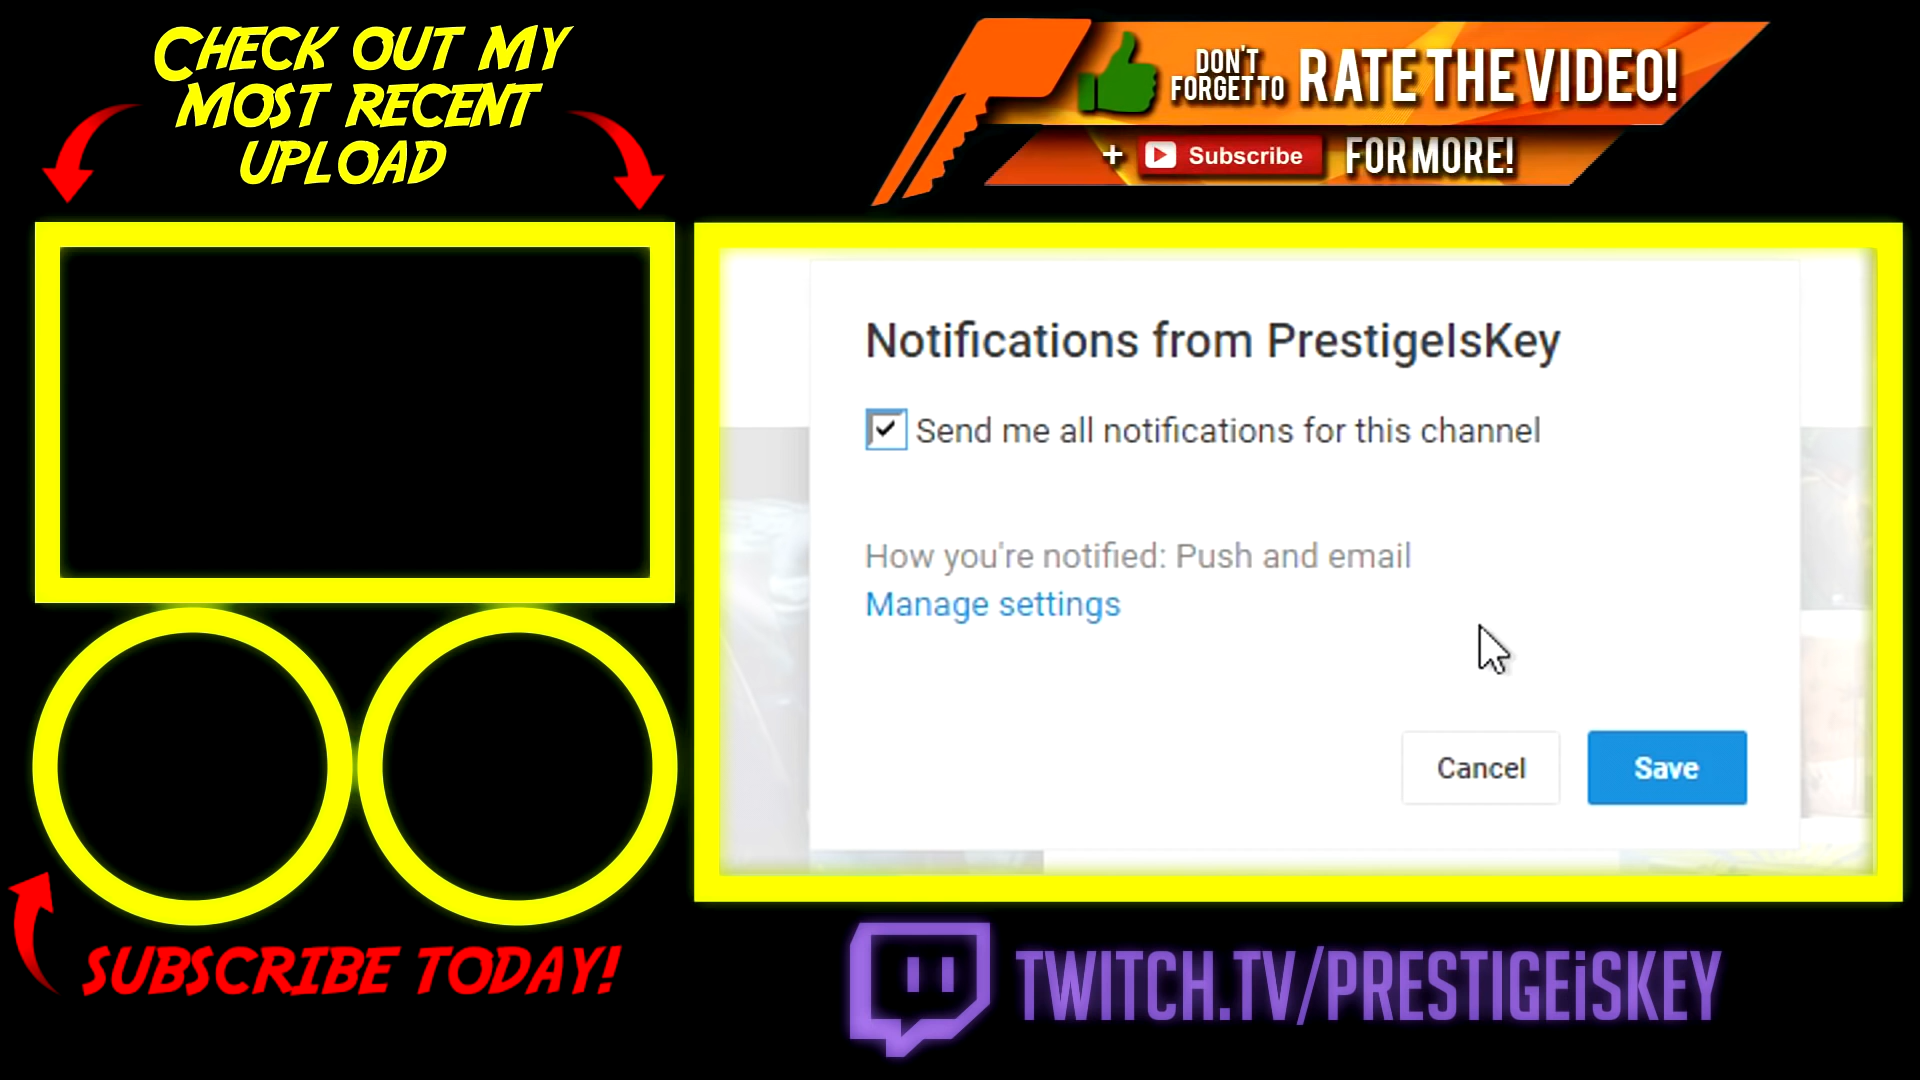 CHECK OUT MY
MOST RECENT
UPLOAD
DON'T
FORGET TO
RATE THE VIDEO!
+ Subscribe FOR MORE!
Notifications from PrestigeIsKey
Send me all notifications for this channel
How you're notified: Push and email
Manage settings
Cancel
Save
SUBSCRIBE TODAY!
TWITCH.TV/PRESTIGEiSKEY